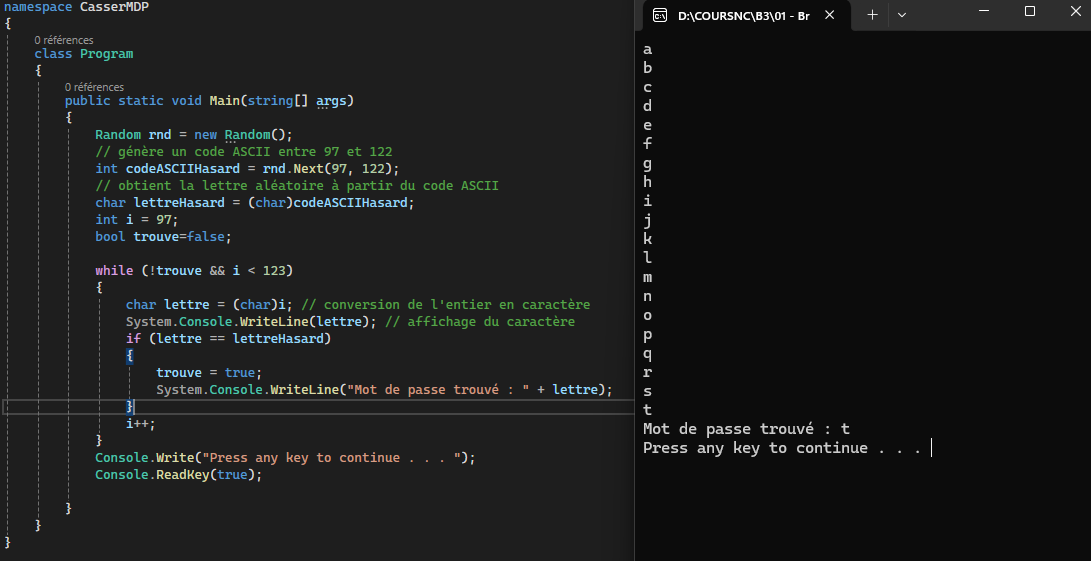 namespace CasserMDP
{
0 références
class Program
{
0 références
public static void Main(string[] args)
{
Random rnd = new Random();
// génère un code ASCII entre 97 et 122
int codeASCIIHasard = rnd.Next(97, 122);
// obtient la lettre aléatoire à partir du code ASCII
char lettreHasard = (char)codeASCIIHasard;
int i = 97;
bool trouve=false;
while (!trouve && i < 123)
{
char lettre = (char)i; // conversion de l'entier en caractère
System.Console.WriteLine(lettre); // affichage du caractère
if (lettre == lettreHasard)
{
trouve = true;
System.Console.WriteLine("Mot de passe trouvé : " + lettre);
}
i++;
}
Console.Write("Press any key to continue . . . ");
Console.ReadKey(true);
}
}
}
D:\COURSNC\B3\01 - Br
a
b
c
d
e
f
g
h
i
j
k
l
m
n
o
p
q
r
s
t
Mot de passe trouvé : t
Press any key to continue . . .